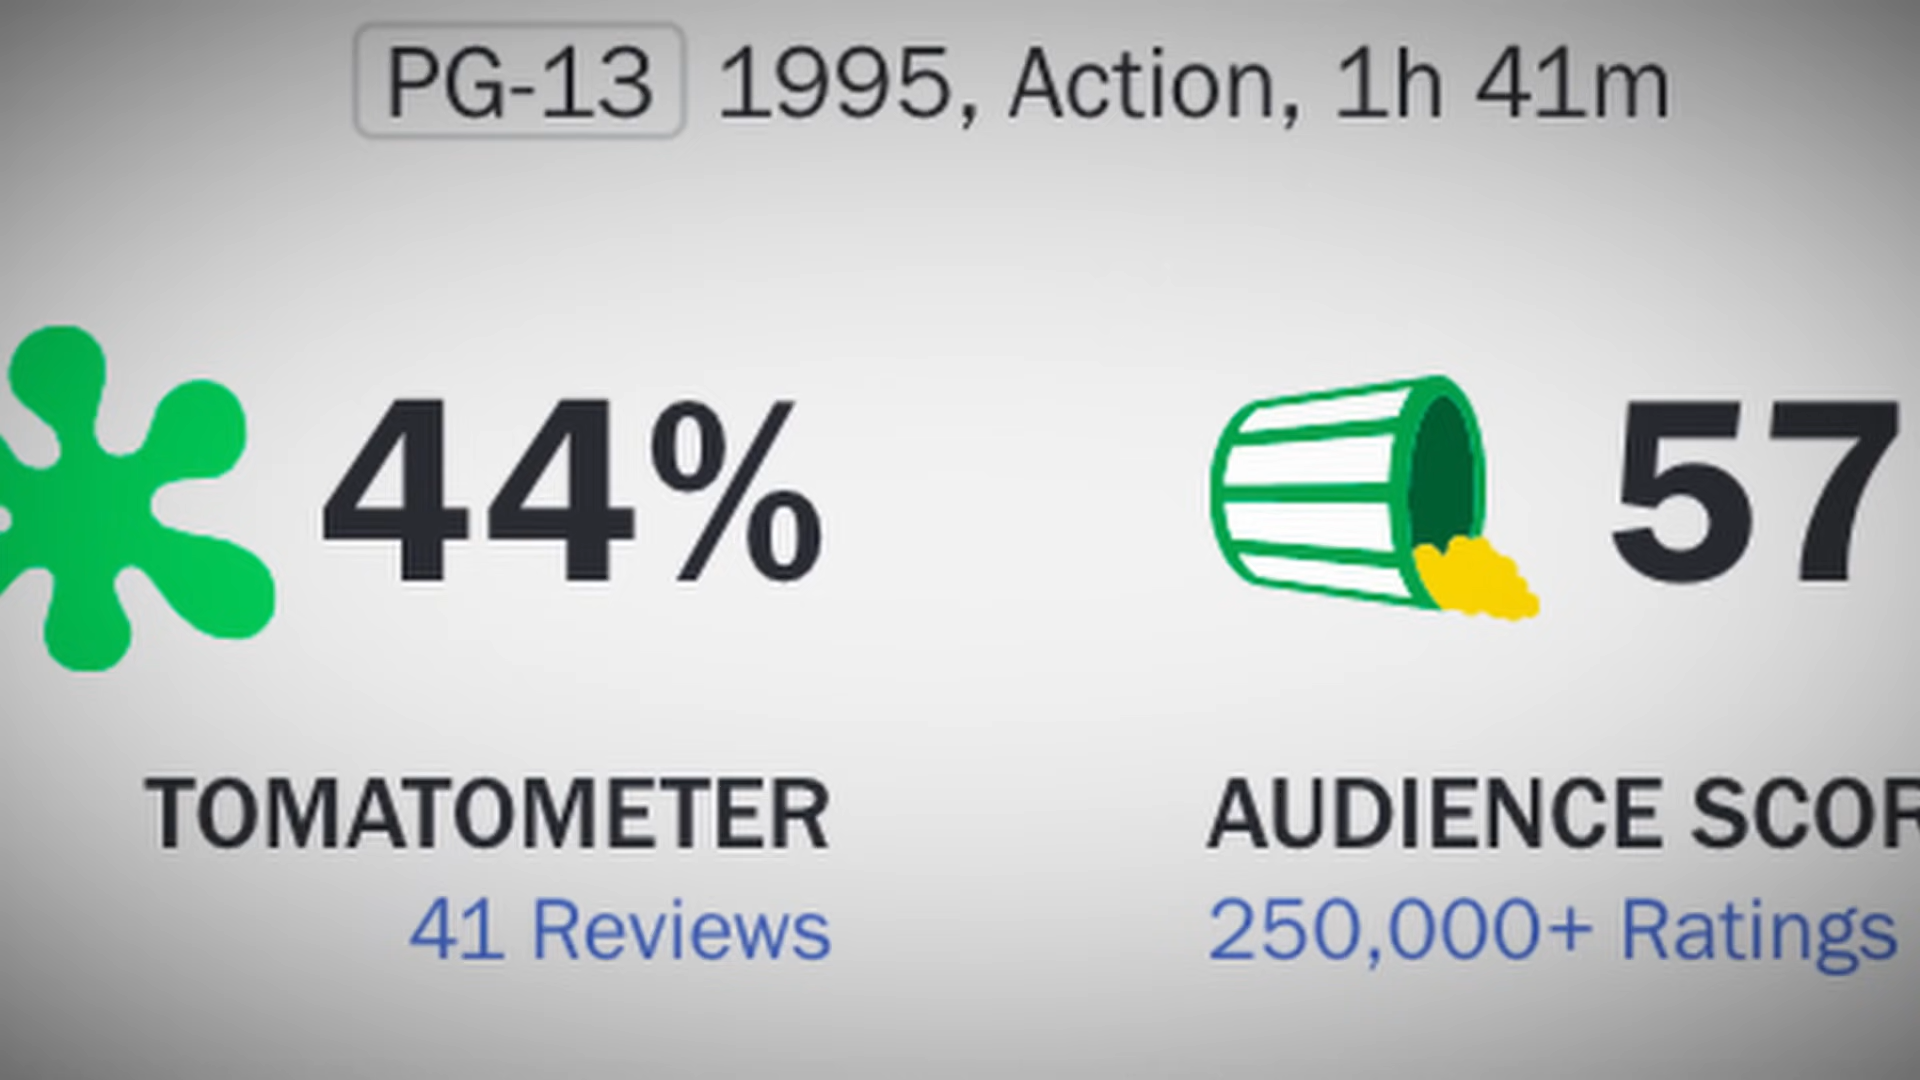 PG-13 1995, Action, 1h 41m
44% 57
TOMATOMETER AUDIENCE SCOR
41 Reviews 250,000+ Ratings